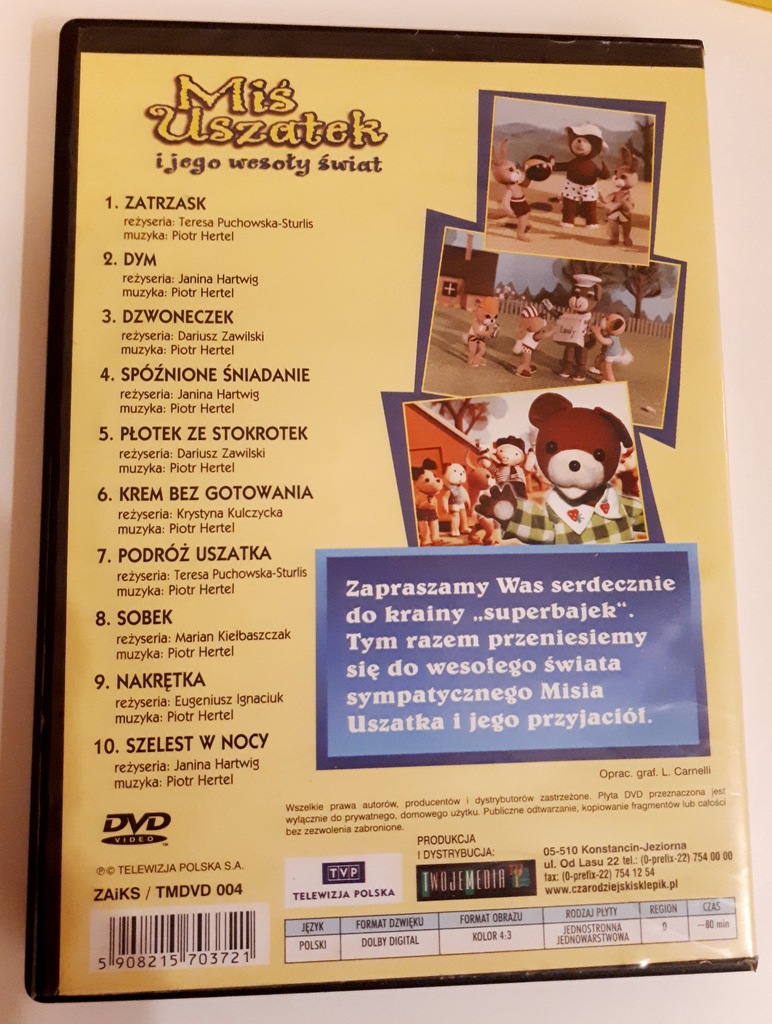 Miś
Uszatek
i jego wesoły świat
1. ZATRZASK
reżyseria: Teresa Puchowska-Sturlis
muzyka: Piotr Hertel
2. DYM
reżyseria: Janina Hartwig
muzyka: Piotr Hertel
3. DZWONECZEK
reżyseria: Dariusz Zawilski
muzyka: Piotr Hertel
4. SPÓŹNIONE ŚNIADANIE
reżyseria: Janina Hartwig
muzyka: Piotr Hertel
5. PŁOTEK ZE STOKROTEK
reżyseria: Dariusz Zawilski
muzyka: Piotr Hertel
6. KREM BEZ GOTOWANIA
reżyseria: Krystyna Kulczycka
muzyka: Piotr Hertel
7. PODRÓŻ USZATKA
reżyseria: Teresa Puchowska-Sturlis
muzyka: Piotr Hertel
8. SOBEK
reżyseria: Marian Kiełbaszczak
muzyka: Piotr Hertel
9. NAKRĘTKA
reżyseria: Eugeniusz Ignaciuk
muzyka: Piotr Hertel
10. SZELEST W NOCY
reżyseria: Janina Hartwig
muzyka: Piotr Hertel
Zapraszamy Was serdecznie
do krainy „superbajek“.
Tym razem przeniesiemy
się do wesołego świata
sympatycznego Misia
Uszatka i jego przyjaciół.
Oprac. graf. L. Carnelli
Wszelkie prawa autorów, producentów i dystrybutorów zastrzeżone. Płyta DVD przeznaczona jest
wyłącznie do prywatnego, domowego użytku. Publiczne odtwarzanie, kopiowanie fragmentów lub całości
bez zezwolenia zabronione.
DVD
VIDEO
TM
℗© TELEWIZJA POLSKA S.A.
ZAiKS / TMDVD 004
5 908215 703721
TVP
TELEWIZJA POLSKA
PRODUKCJA
I DYSTRYBUCJA:
TWOJEMEDIA
05-510 Konstancin-Jeziorna
ul. Od Lasu 22 tel.: (0-prefix-22) 754 00 00
fax: (0-prefix-22) 754 12 54
www.czarodziejskisklepik.pl
JĘZYK FORMAT DŹWIĘKU FORMAT OBRAZU RODZAJ PŁYTY REGION CZAS
POLSKI DOLBY DIGITAL KOLOR 4:3 JEDNOSTRONNA JEDNOWARSTWOWA 0 ~80 min